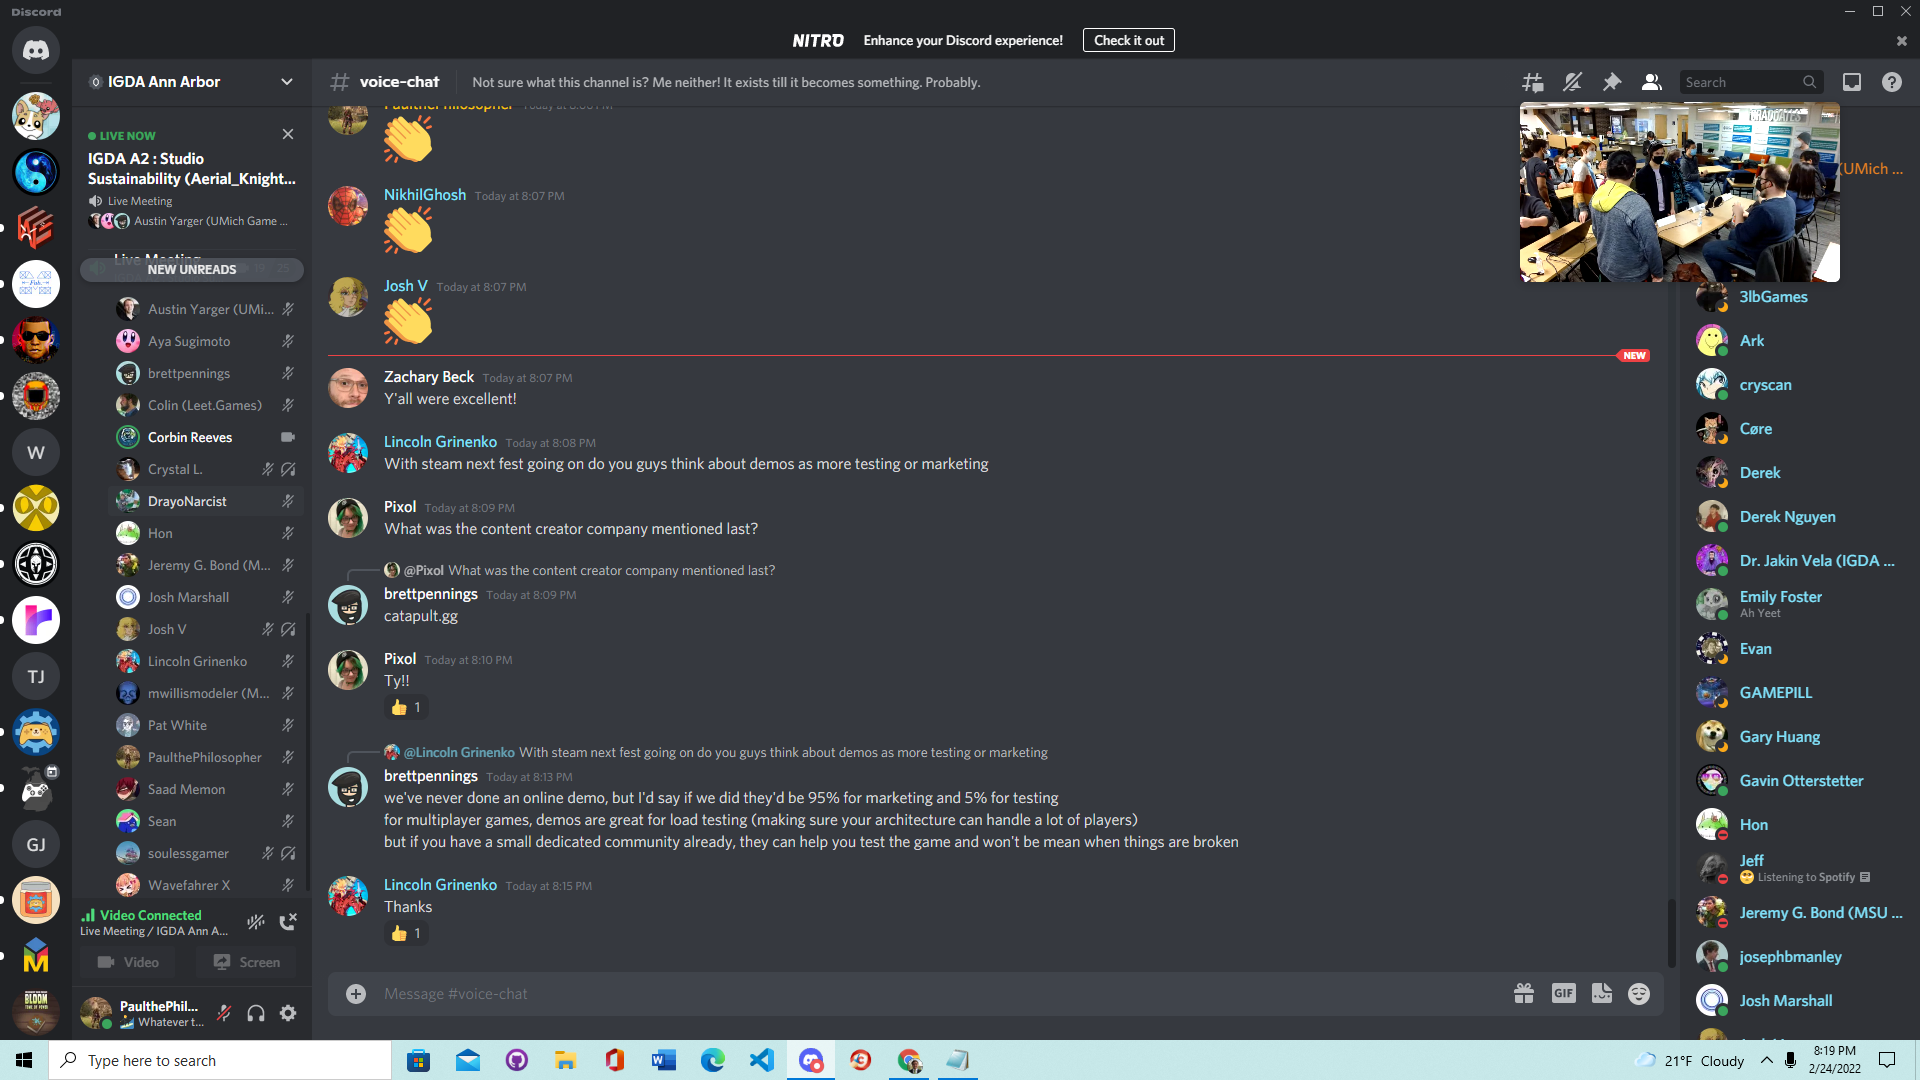 Discord
NITRO Enhance your Discord experience! Check it out
IGDA Ann Arbor
voice-chat
Not sure what this channel is? Me neither! It exists till it becomes something. Probably.
Search
LIVE NOW
IGDA A2 : Studio
Sustainability (Aerial_Knight...
Live Meeting
Austin Yarger (UMich Game ...
Live Meeting
NEW UNREADS
19 25
Austin Yarger (UMi...
Aya Sugimoto
brettpennings
Colin (Leet.Games)
Corbin Reeves
Crystal L.
DrayoNarcist
Hon
Jeremy G. Bond (M...
Josh Marshall
Josh V
Lincoln Grinenko
mwillismodeler (M...
Pat White
PaulthePhilosopher
Saad Memon
Sean
soulessgamer
Wavefahrer X
Video Connected
Live Meeting / IGDA Ann A...
Video
Screen
PaulthePhil...
Whatever t...
W
TJ
GJ
BLOOM
PaulthePhilosopher Today at 8:06 PM
NikhilGhosh Today at 8:07 PM
Josh V Today at 8:07 PM
NEW
Zachary Beck Today at 8:07 PM
Y'all were excellent!
Lincoln Grinenko Today at 8:08 PM
With steam next fest going on do you guys think about demos as more testing or marketing
Pixol Today at 8:09 PM
What was the content creator company mentioned last?
@Pixol What was the content creator company mentioned last?
brettpennings Today at 8:09 PM
catapult.gg
Pixol Today at 8:10 PM
Ty!!
1
@Lincoln Grinenko With steam next fest going on do you guys think about demos as more testing or marketing
brettpennings Today at 8:13 PM
we've never done an online demo, but I'd say if we did they'd be 95% for marketing and 5% for testing
for multiplayer games, demos are great for load testing (making sure your architecture can handle a lot of players)
but if you have a small dedicated community already, they can help you test the game and won't be mean when things are broken
Lincoln Grinenko Today at 8:15 PM
Thanks
1
Message #voice-chat
GIF
GRADUATES
(UMich ...
3lbGames
Ark
cryscan
Cøre
Derek
Derek Nguyen
Dr. Jakin Vela (IGDA ...
Emily Foster
Ah Yeet
Evan
GAMEPILL
Gary Huang
Gavin Otterstetter
Hon
Jeff
Listening to Spotify
Jeremy G. Bond (MSU ...
josephbmanley
Josh Marshall
Type here to search
21°F Cloudy
8:19 PM
2/24/2022